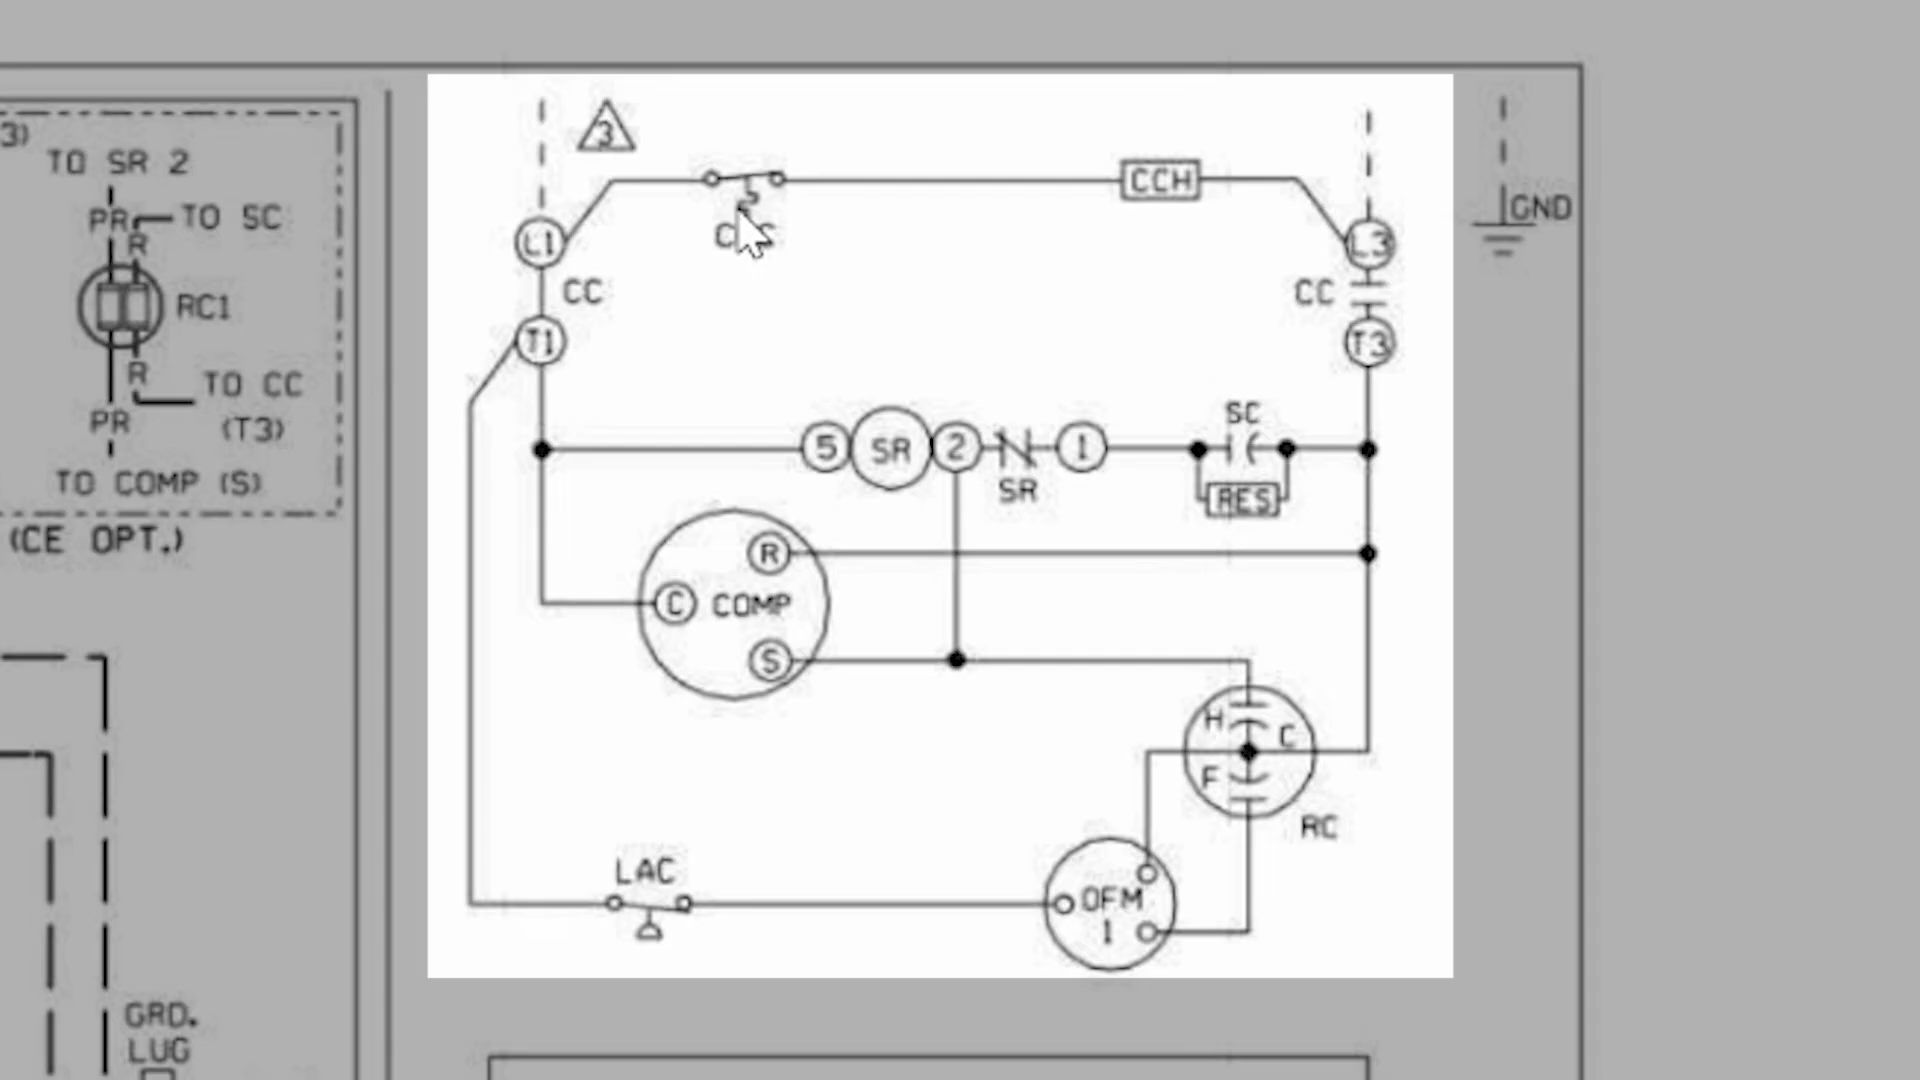 3)
TO SR 2
PR
TO SC
R
RC1
R
TO CC
PR
(T3)
TO COMP (S)
(CE OPT.)
GRD.
LUG
3
CCH
L1
L3
GND
CC
CC
T1
T3
SC
5
SR
2
1
SR
RES
R
C
COMP
S
H
C
F
RC
LAC
OFM
1